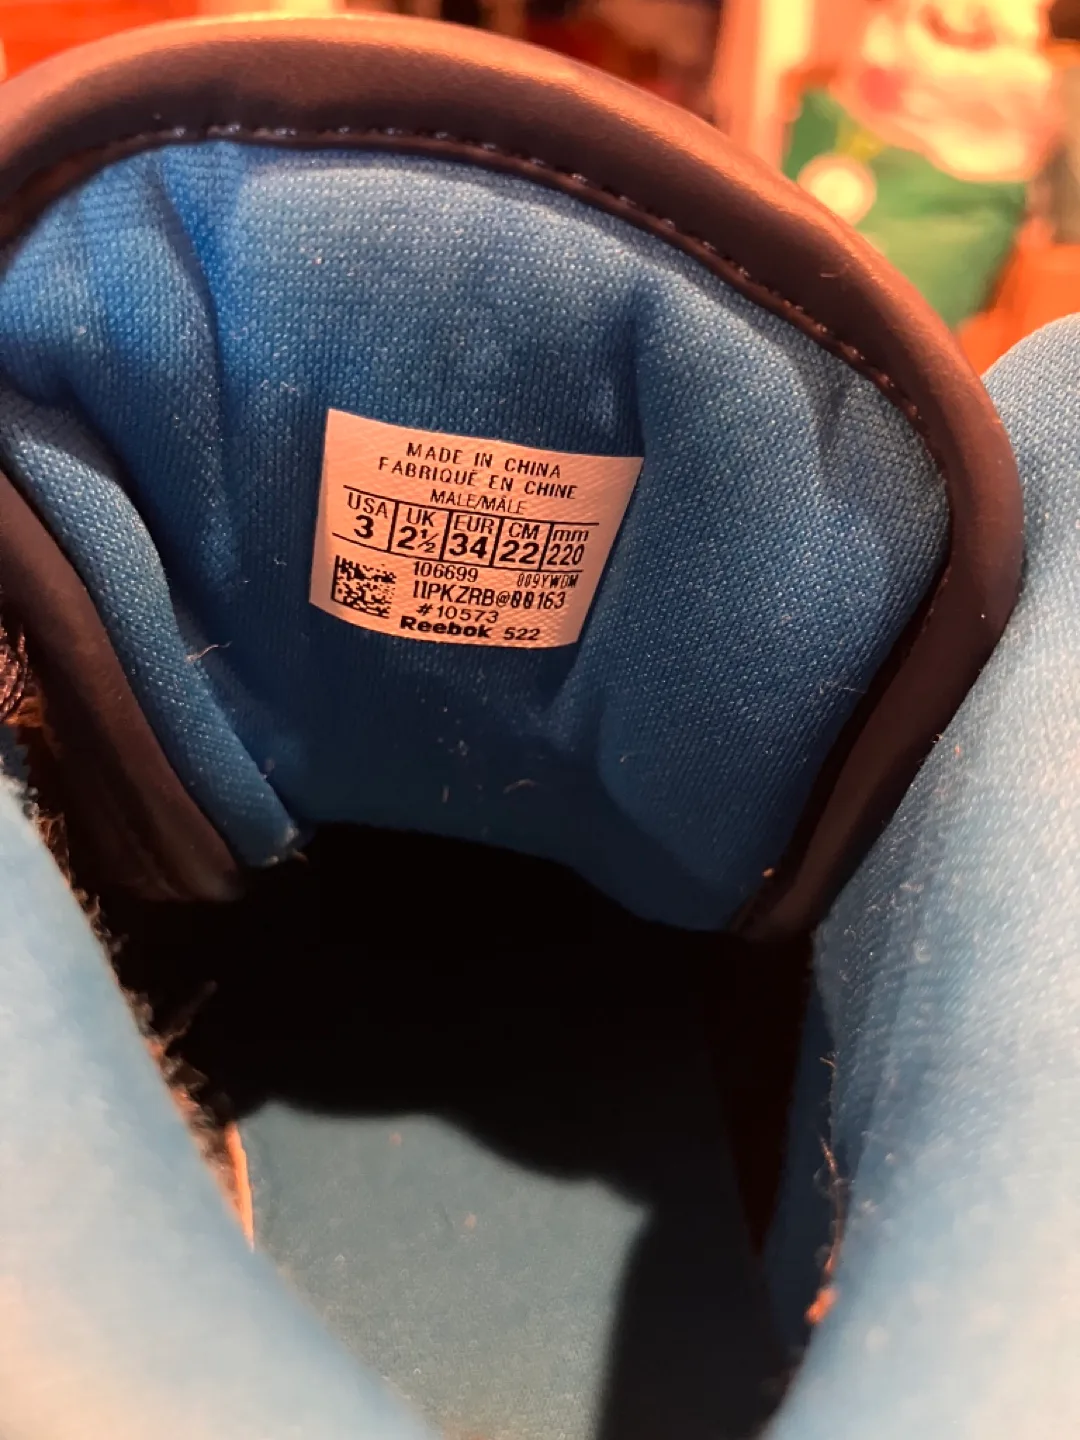 MADE IN CHINA
FABRIQUÉ EN CHINE
MALE/MÂLE
USA UK EUR CM mm
3 2½ 34 22 220
106699 009YWDM
11PKZRB@00163
#10573
Reebok 522